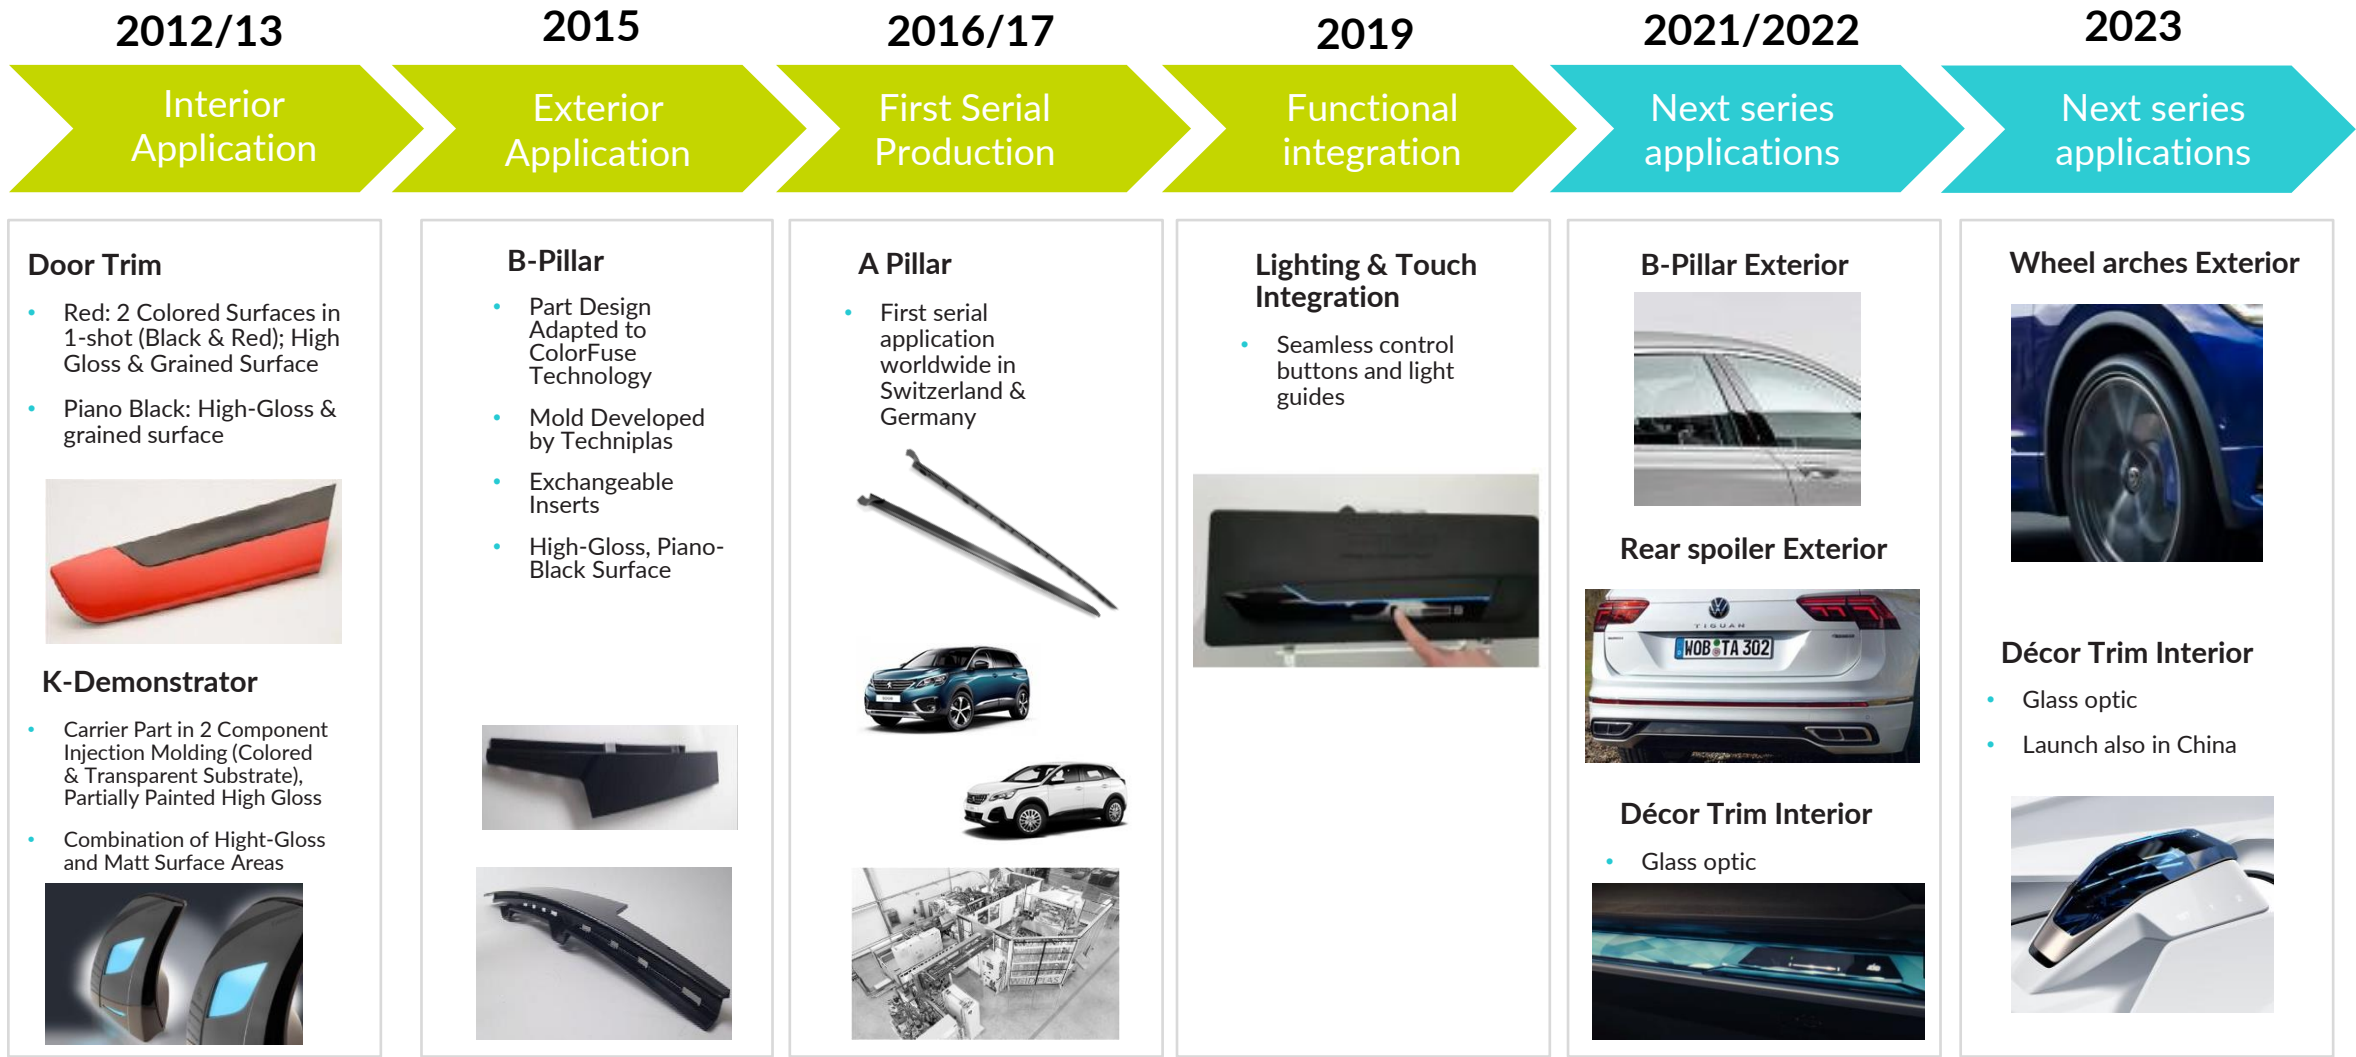 2012/13
Interior
Application
Door Trim
• Red: 2 Colored Surfaces in
1-shot (Black & Red); High
Gloss & Grained Surface
• Piano Black: High-Gloss &
grained surface
K-Demonstrator
• Carrier Part in 2 Component
Injection Molding (Colored
& Transparent Substrate),
Partially Painted High Gloss
• Combination of Hight-Gloss
and Matt Surface Areas
2015
Exterior
Application
B-Pillar
• Part Design
Adapted to
ColorFuse
Technology
• Mold Developed
by Techniplas
• Exchangeable
Inserts
• High-Gloss, Piano-
Black Surface
2016/17
First Serial
Production
A Pillar
• First serial
application
worldwide in
Switzerland &
Germany
2019
Functional
integration
Lighting & Touch
Integration
• Seamless control
buttons and light
guides
2021/2022
Next series
applications
B-Pillar Exterior
Rear spoiler Exterior
TIGUAN
WOB TA 302
Décor Trim Interior
• Glass optic
2023
Next series
applications
Wheel arches Exterior
Décor Trim Interior
• Glass optic
• Launch also in China